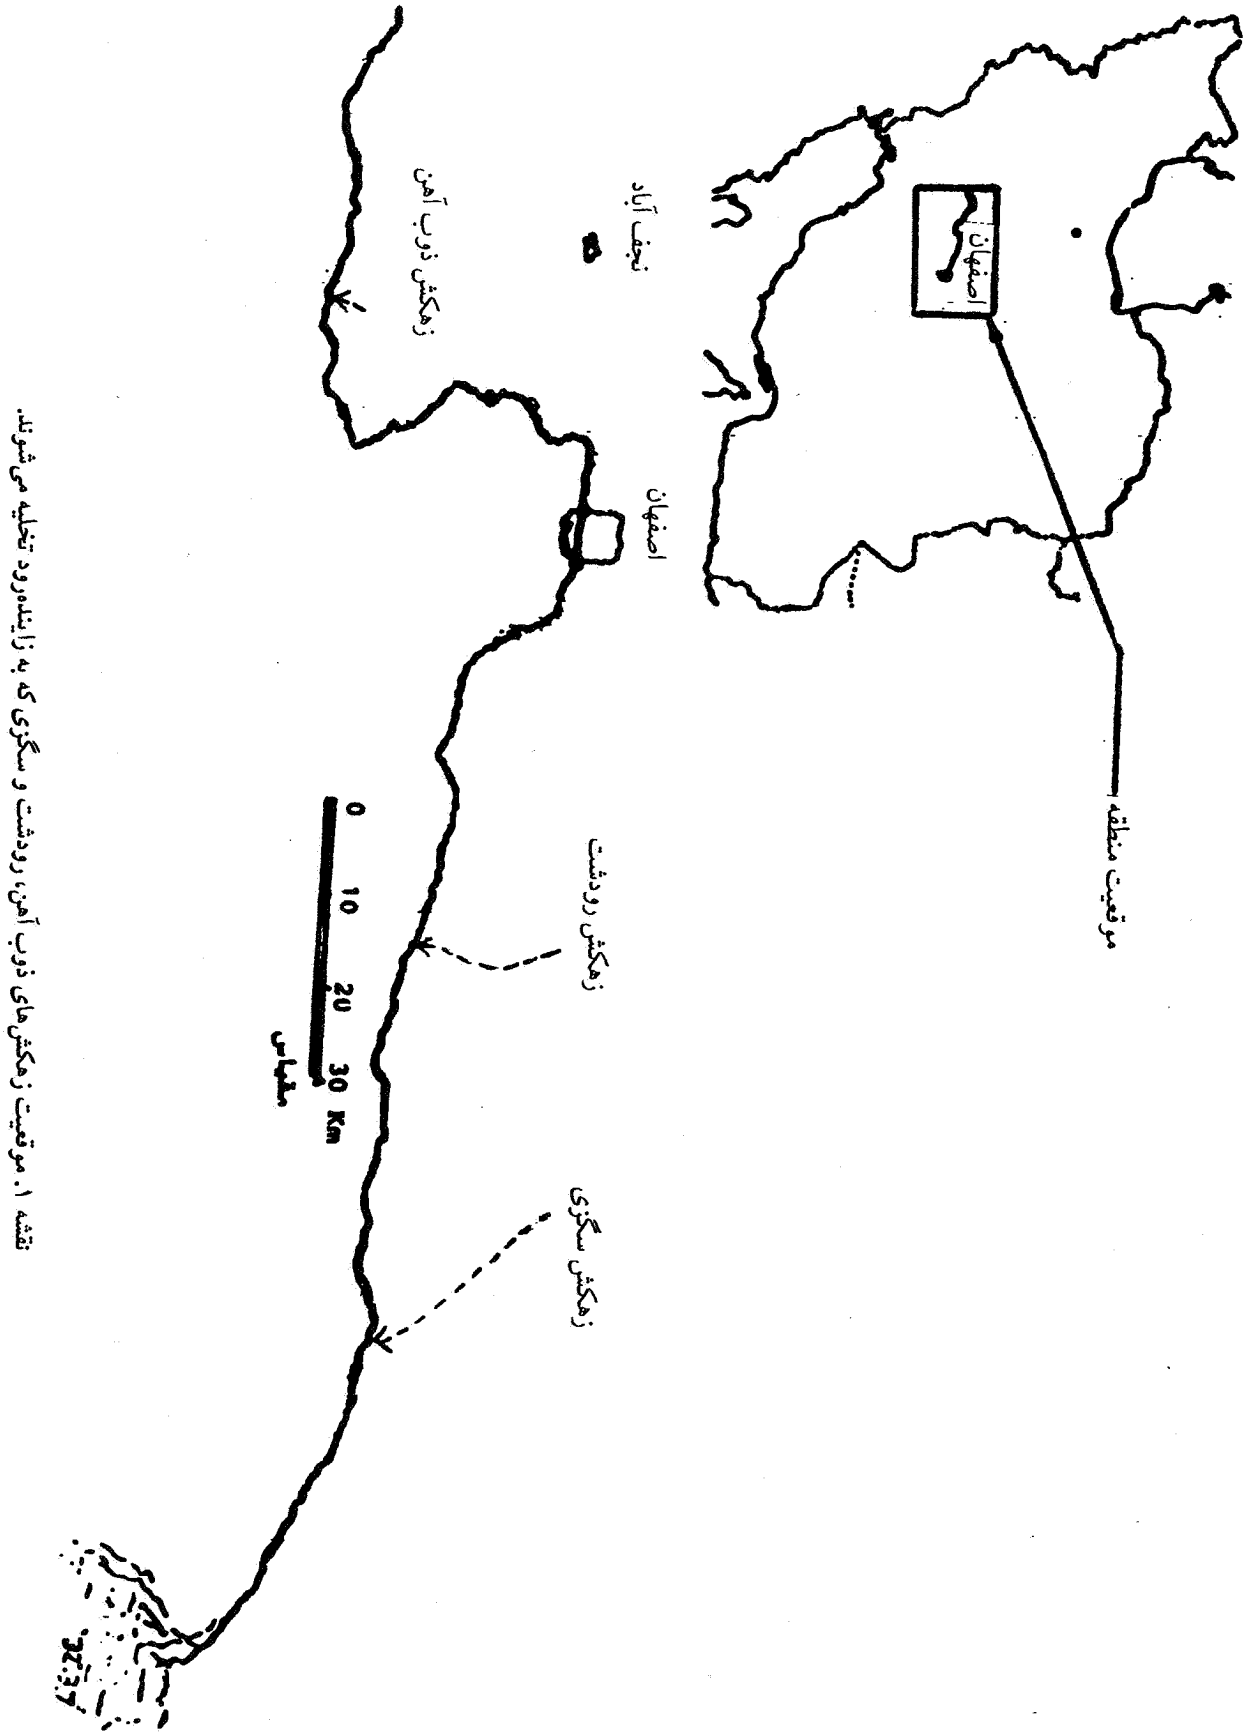 موقعیت منطقه
اصفهان
نجف آباد
اصفهان
زهکش رودشت
زهکش سگزی
زهکش ذوب آهن
0 10 20 30 Km
مقیاس
نقشه ۱. موقعیت زهکش‌های ذوب آهن، رودشت و سگزی که به زاینده‌رود تخلیه می‌شوند.